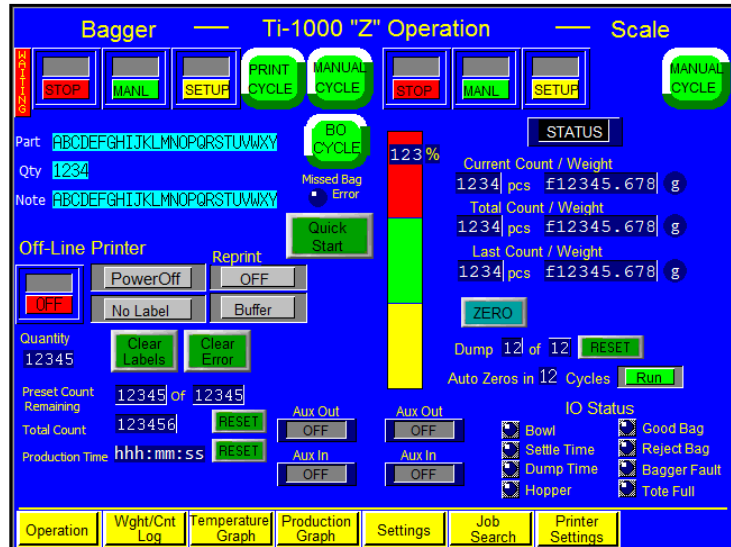 Bagger — Ti-1000 "Z" Operation — Scale
WAITING
STOP MANL SETUP PRINT CYCLE MANUAL CYCLE STOP MANL SETUP MANUAL CYCLE
Part ABCDEFGHIJKLMNOPQRSTUVWXY
Qty 1234
Note ABCDEFGHIJKLMNOPQRSTUVWXY
BO CYCLE
Missed Bag
Error
Quick Start
123%
STATUS
Current Count / Weight
1234 pcs £12345.678 g
Total Count / Weight
1234 pcs £12345.678 g
Last Count / Weight
1234 pcs £12345.678 g
ZERO
Dump 12 of 12 RESET
Auto Zeros in 12 Cycles Run
Off-Line Printer
Reprint
OFF
PowerOff OFF
No Label Buffer
Quantity
12345
Clear Labels
Clear Error
Preset Count Remaining 12345 Of 12345
Total Count 123456 RESET
Production Time hhh:mm:ss RESET
Aux Out
OFF
Aux In
OFF
Aux Out
OFF
Aux In
OFF
IO Status
Bowl Good Bag
Settle Time Reject Bag
Dump Time Bagger Fault
Hopper Tote Full
Operation
Wght/Cnt Log
Temperature Graph
Production Graph
Settings
Job Search
Printer Settings